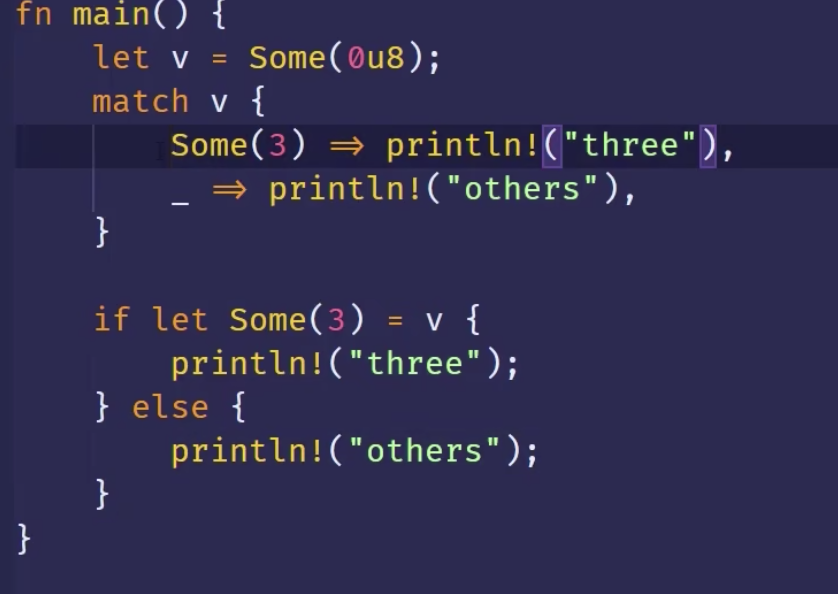 fn main() {
    let v = Some(0u8);
    match v {
        Some(3) => println!("three"),
        _ => println!("others"),
    }

    if let Some(3) = v {
        println!("three");
    } else {
        println!("others");
    }
}